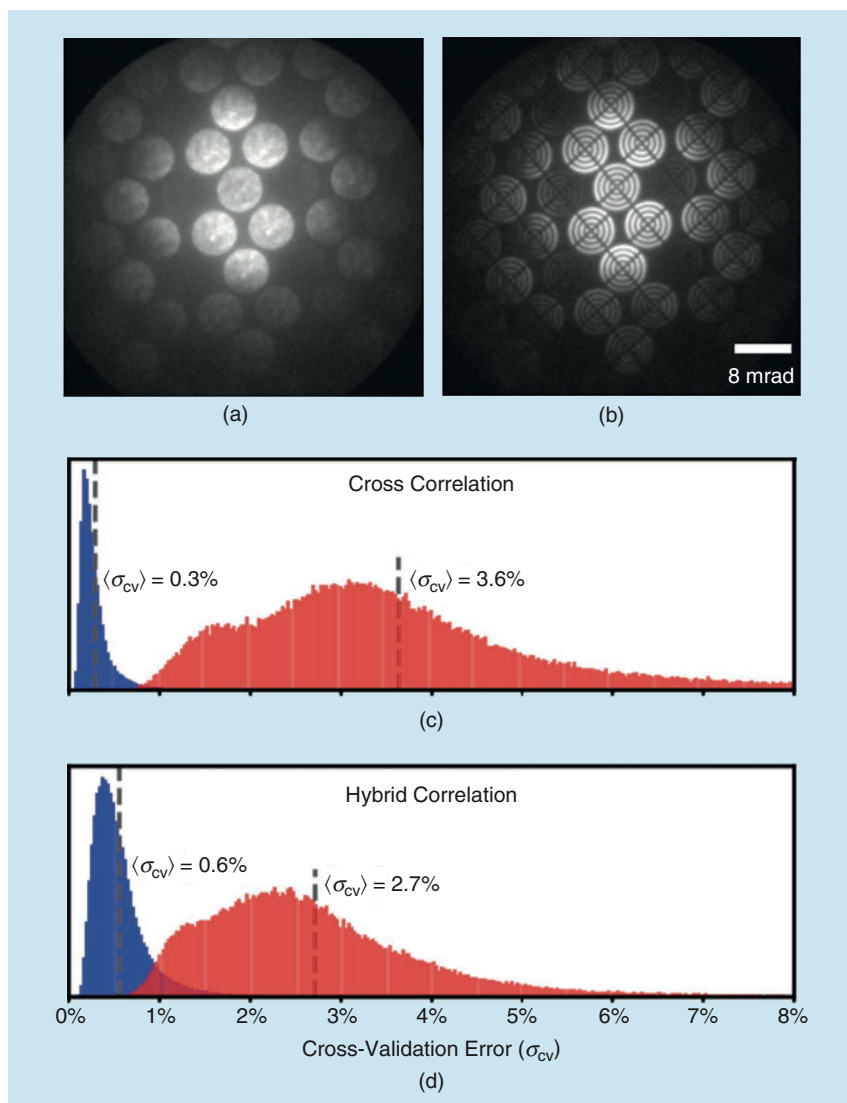 8 mrad
(a)
(b)
Cross Correlation
⟨σcv⟩ = 0.3%
⟨σcv⟩ = 3.6%
(c)
Hybrid Correlation
⟨σcv⟩ = 0.6%
⟨σcv⟩ = 2.7%
0% 1% 2% 3% 4% 5% 6% 7% 8%
Cross-Validation Error (σcv)
(d)